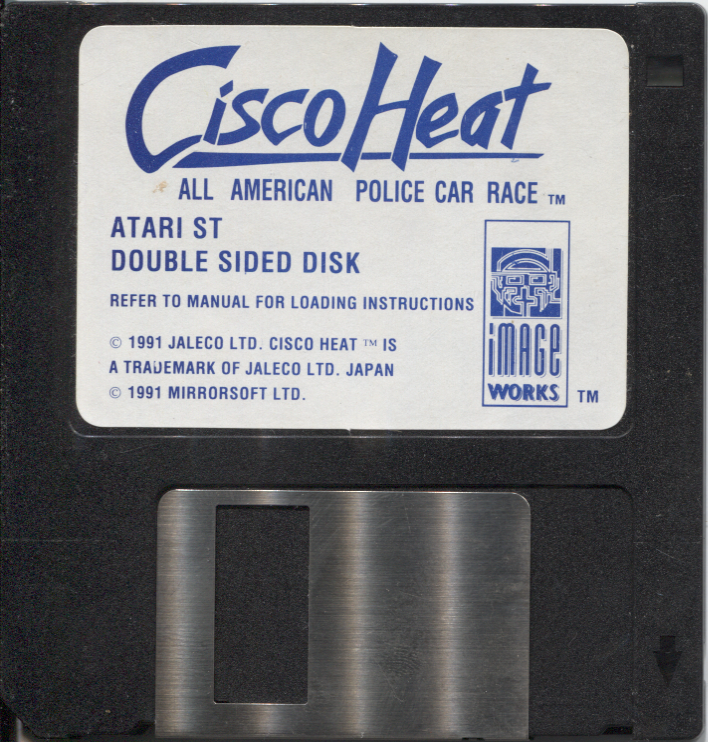 Cisco Heat
ALL AMERICAN POLICE CAR RACE ™
ATARI ST
DOUBLE SIDED DISK
REFER TO MANUAL FOR LOADING INSTRUCTIONS
© 1991 JALECO LTD. CISCO HEAT ™ IS
A TRADEMARK OF JALECO LTD. JAPAN
© 1991 MIRRORSOFT LTD.
iMAGE
WORKS ™